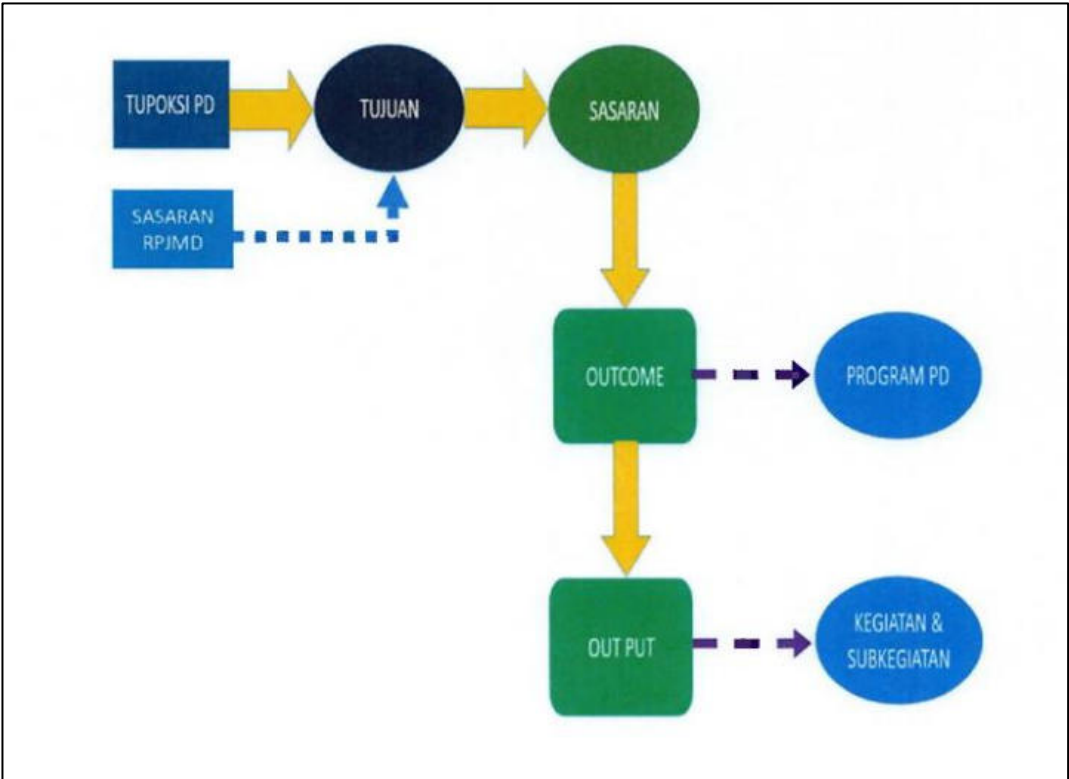 TUPOKSI PD
TUJUAN
SASARAN
SASARAN
RPJMD
OUTCOME
PROGRAM PD
OUT PUT
KEGIATAN &
SUBKEGIATAN